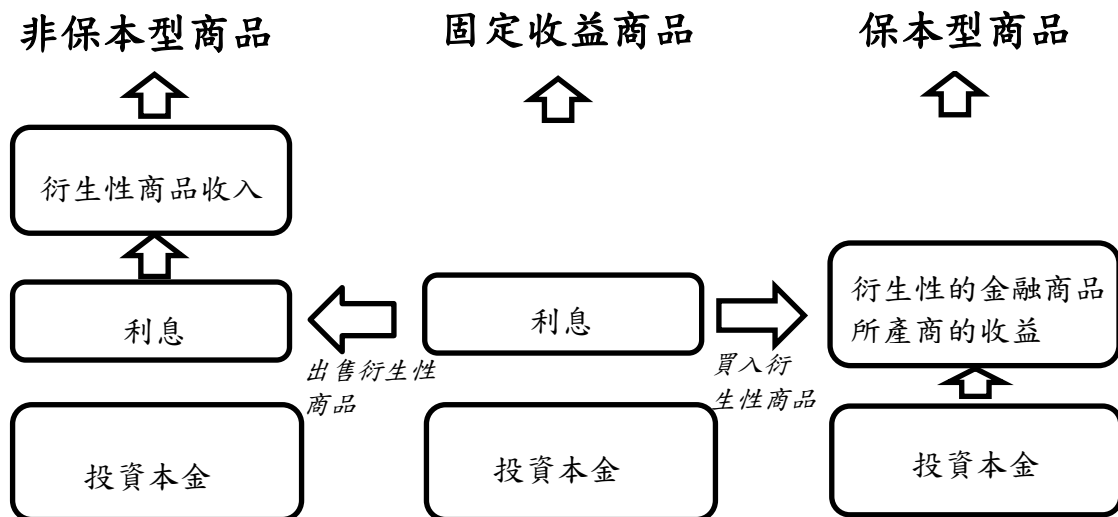 非保本型商品
固定收益商品
保本型商品
衍生性商品收入
利息
出售衍生性
商品
利息
買入衍
生性商品
衍生性的金融商品
所產商的收益
投資本金
投資本金
投資本金